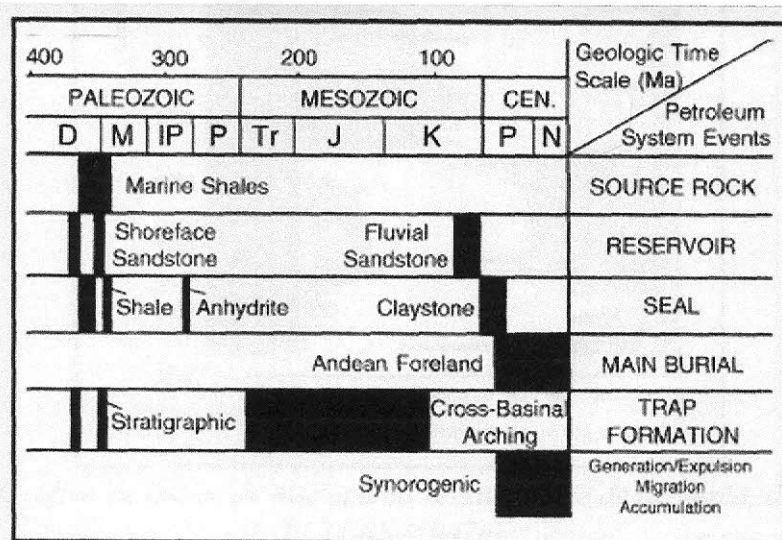 400 300 200 100
Geologic Time
Scale (Ma)
PALEOZOIC MESOZOIC CEN.
Petroleum
System Events
D M IP P Tr J K P N
Marine Shales
SOURCE ROCK
Shoreface
Sandstone
Fluvial
Sandstone
RESERVOIR
Shale
Anhydrite
Claystone
SEAL
Andean Foreland
MAIN BURIAL
Stratigraphic
Cross-Basinal
Arching
TRAP
FORMATION
Synorogenic
Generation/Expulsion
Migration
Accumulation